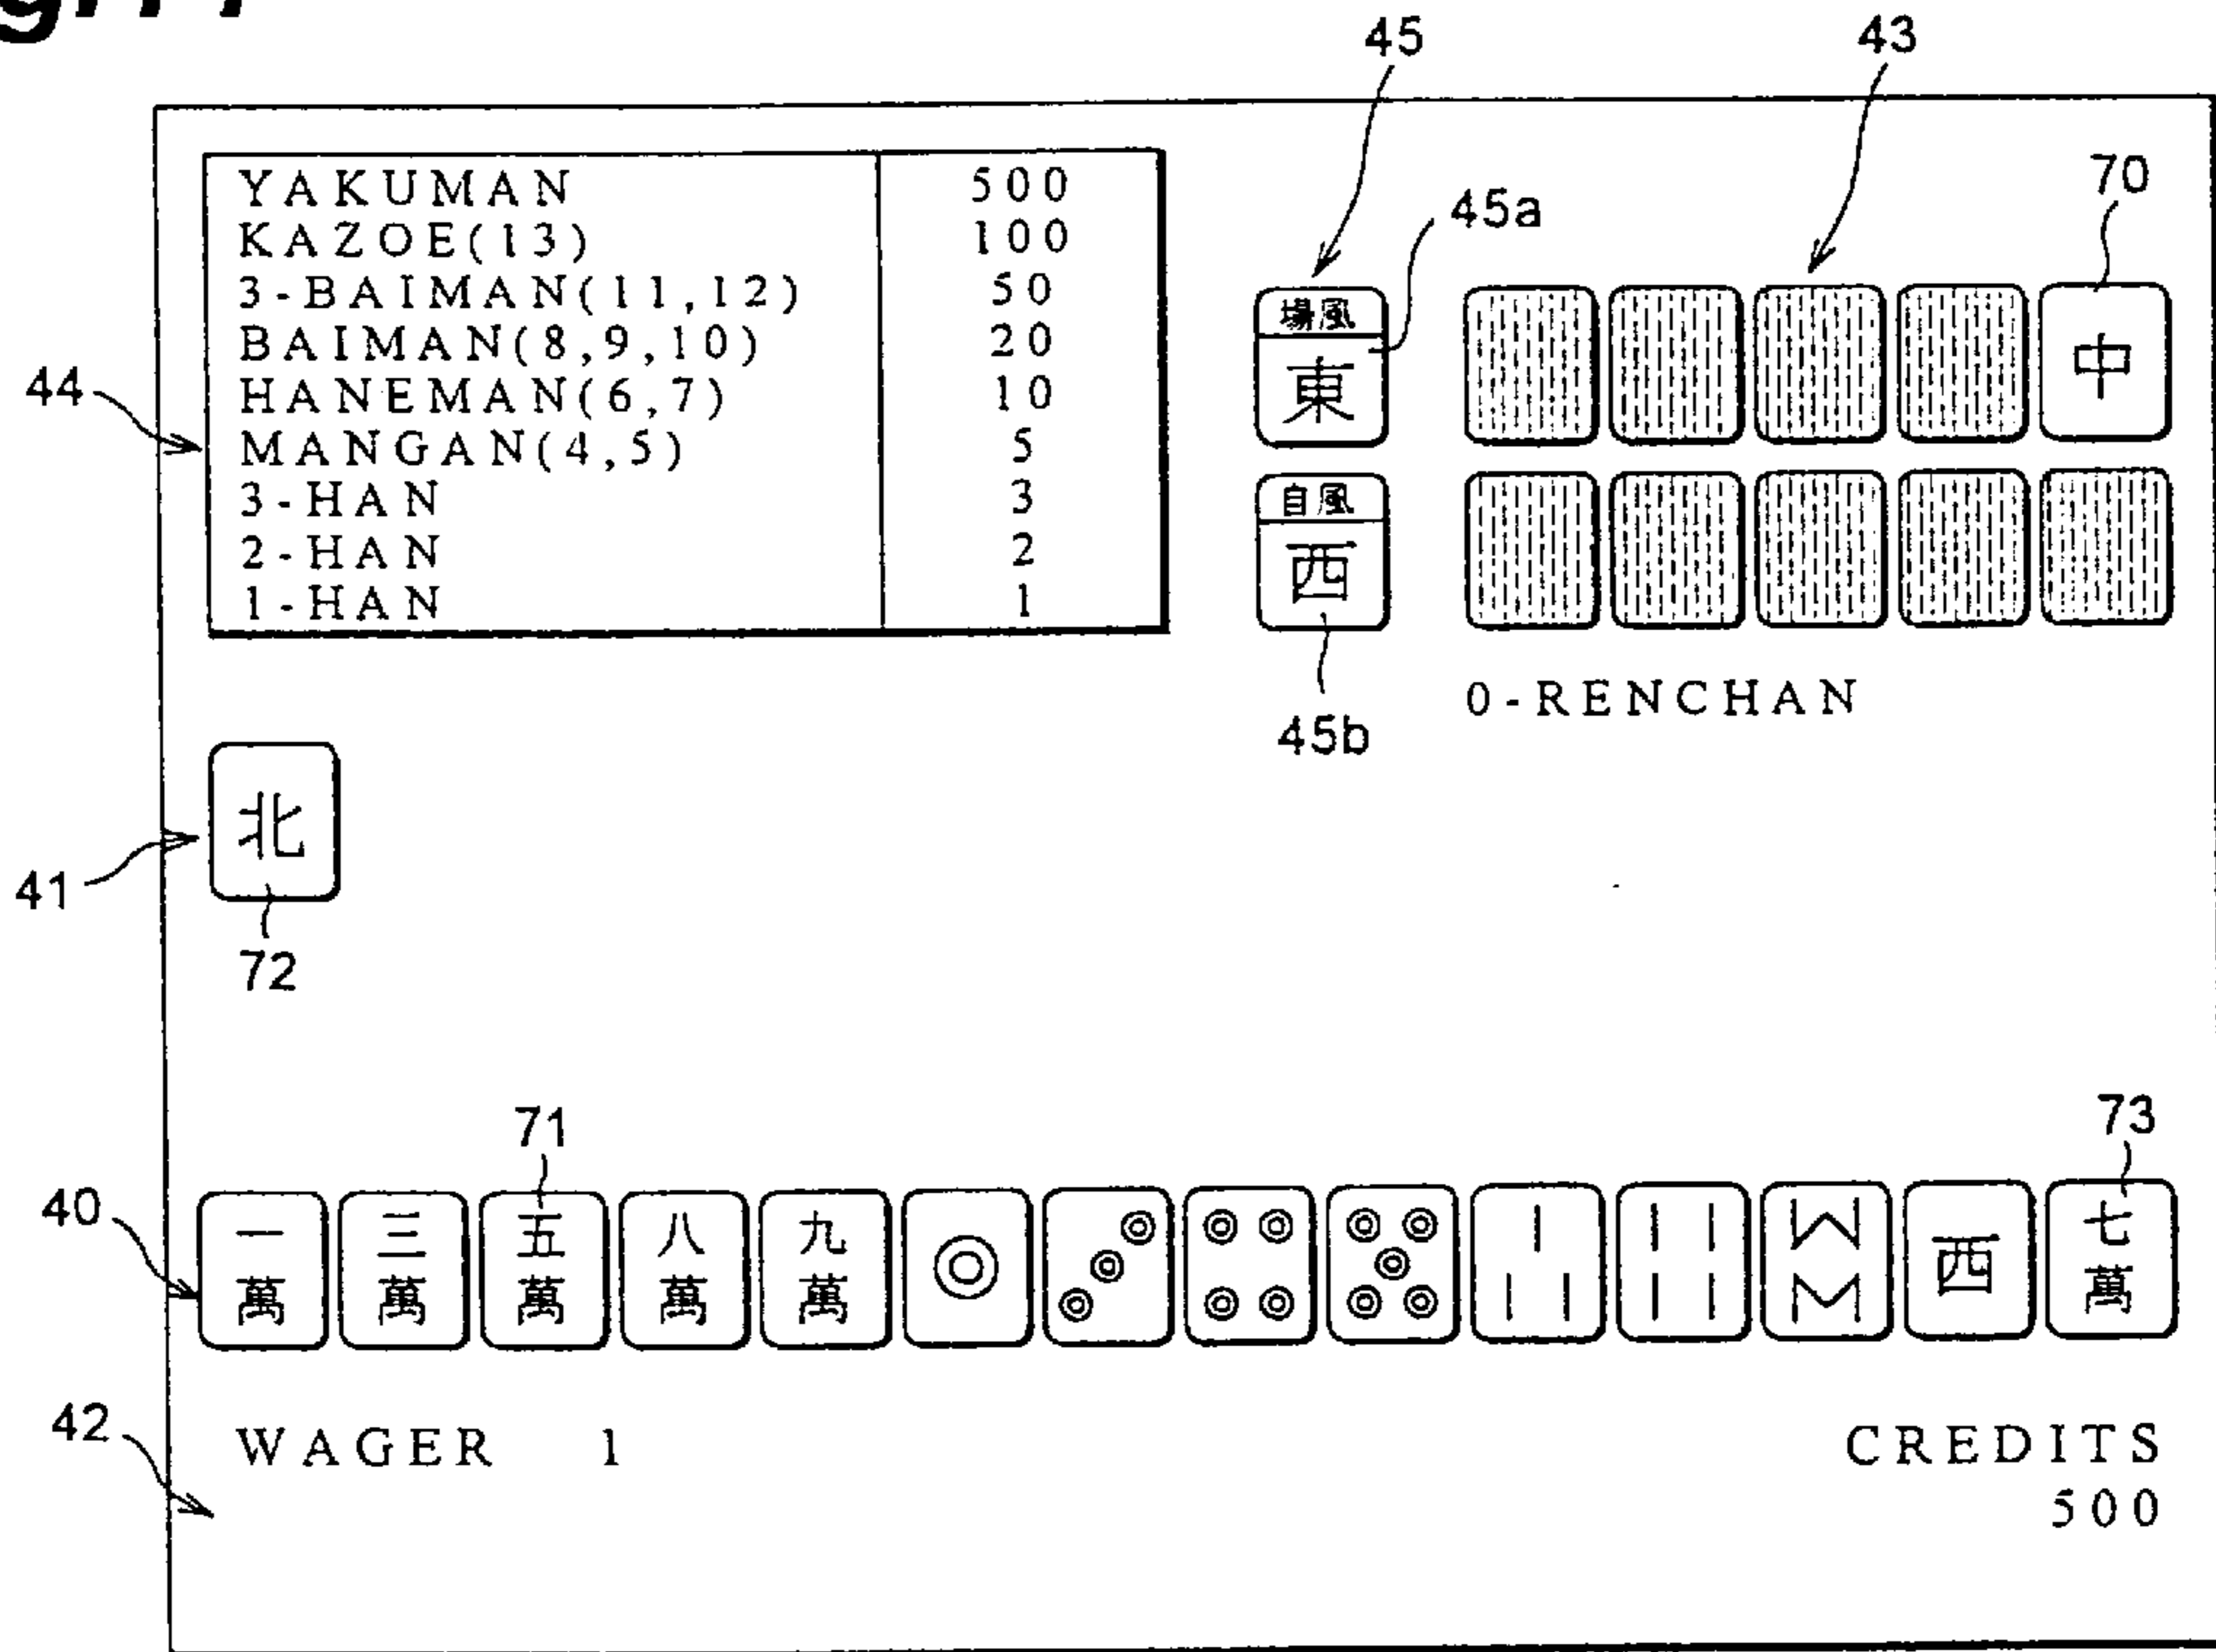 45
43
70
45a
YAKUMAN 500
KAZOE(13) 100
3-BAIMAN(11,12) 50
BAIMAN(8,9,10) 20
HANEMAN(6,7) 10
MANGAN(4,5) 5
3-HAN 3
2-HAN 2
1-HAN 1
44
場風
東
中
自風
西
45b
0-RENCHAN
41
北
72
71
73
40
一萬
三萬
五萬
八萬
九萬
西
七萬
42
WAGER 1
CREDITS
500